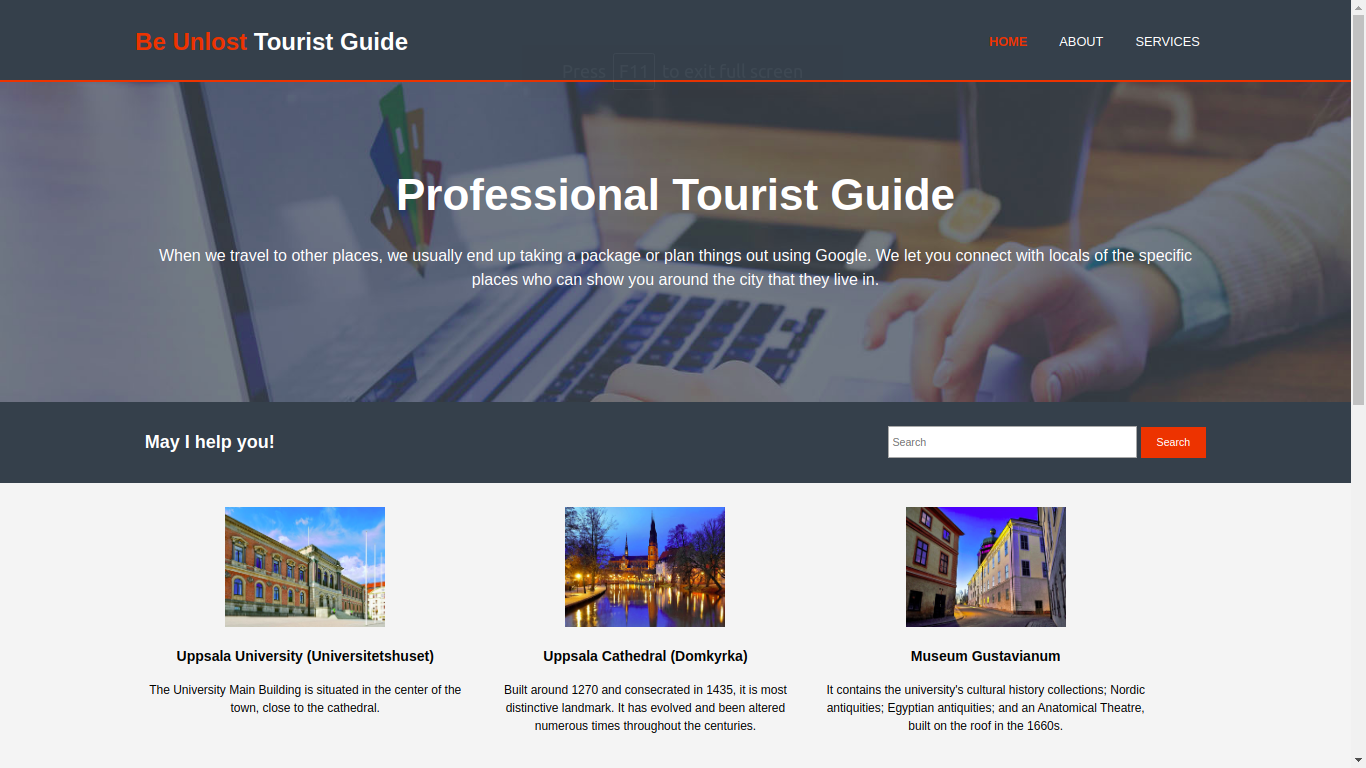 Be Unlost Tourist Guide
HOME ABOUT SERVICES
Press F11 to exit full screen
Professional Tourist Guide
When we travel to other places, we usually end up taking a package or plan things out using Google. We let you connect with locals of the specific
places who can show you around the city that they live in.
May I help you!
Search Search
Uppsala University (Universitetshuset)
The University Main Building is situated in the center of the
town, close to the cathedral.
Uppsala Cathedral (Domkyrka)
Built around 1270 and consecrated in 1435, it is most
distinctive landmark. It has evolved and been altered
numerous times throughout the centuries.
Museum Gustavianum
It contains the university's cultural history collections; Nordic
antiquities; Egyptian antiquities; and an Anatomical Theatre,
built on the roof in the 1660s.